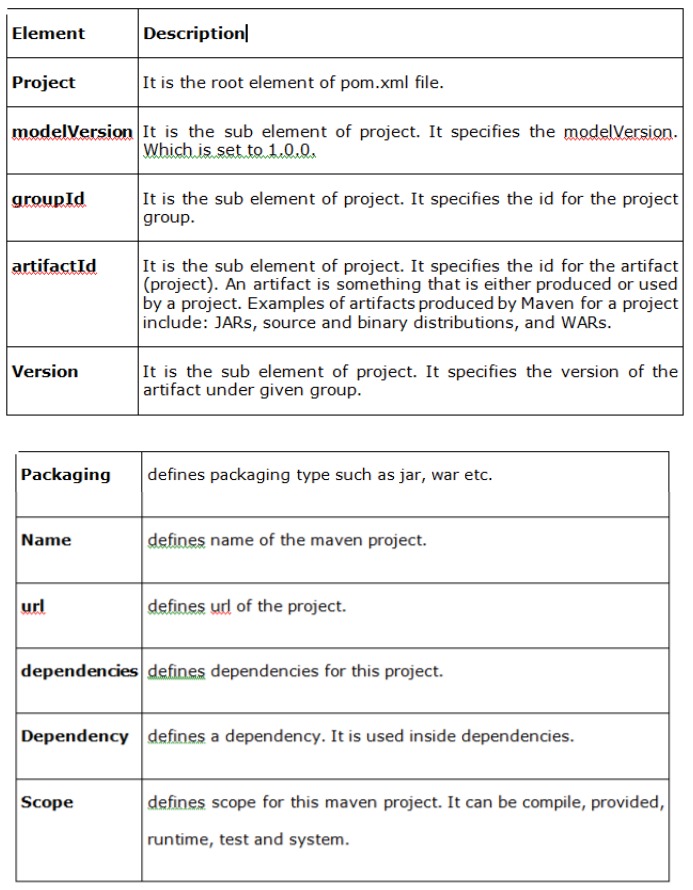 Element Description
Project It is the root element of pom.xml file.
modelVersion It is the sub element of project. It specifies the modelVersion.
Which is set to 1.0.0.
groupId It is the sub element of project. It specifies the id for the project
group.
artifactId It is the sub element of project. It specifies the id for the artifact
(project). An artifact is something that is either produced or used
by a project. Examples of artifacts produced by Maven for a project
include: JARs, source and binary distributions, and WARs.
Version It is the sub element of project. It specifies the version of the
artifact under given group.
Packaging defines packaging type such as jar, war etc.
Name defines name of the maven project.
url defines url of the project.
dependencies defines dependencies for this project.
Dependency defines a dependency. It is used inside dependencies.
Scope defines scope for this maven project. It can be compile, provided,
runtime, test and system.